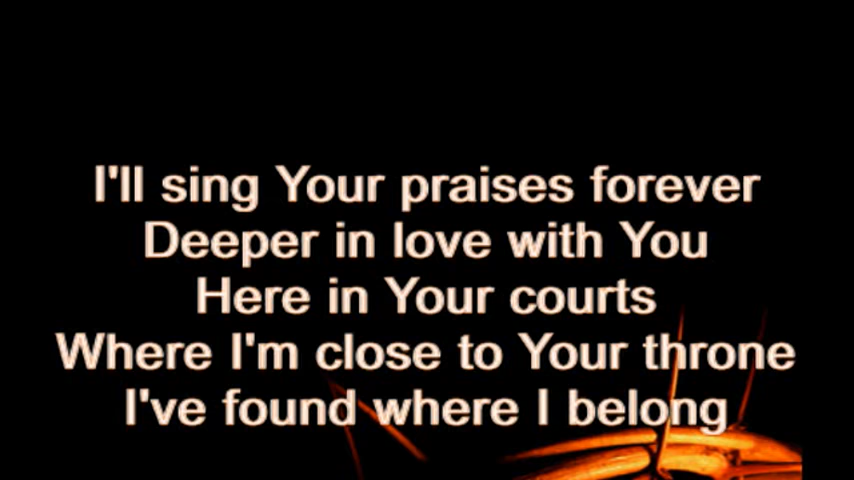 I'll sing Your praises forever
Deeper in love with You
Here in Your courts
Where I'm close to Your throne
I've found where I belong